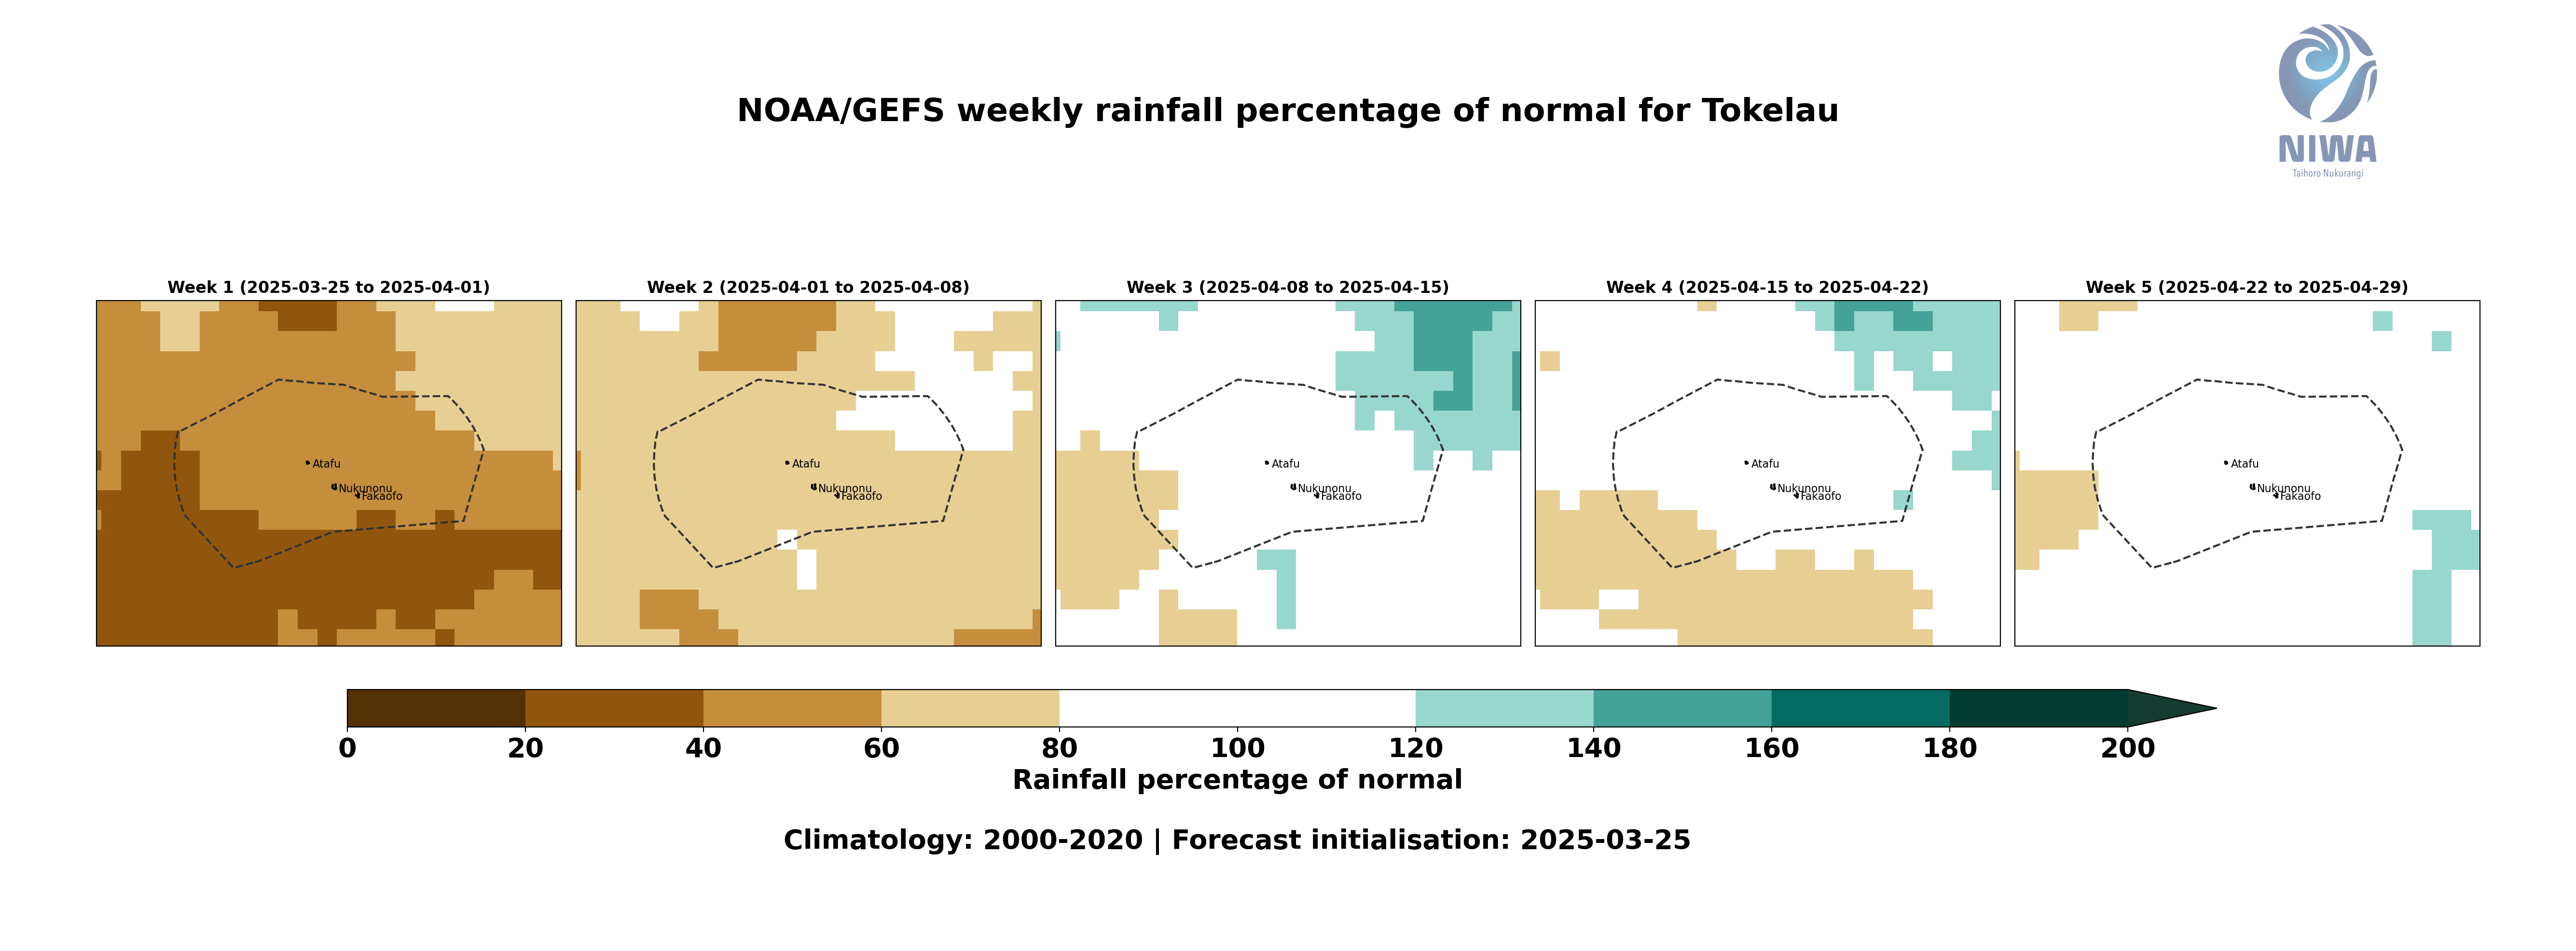 NOAA/GEFS weekly rainfall percentage of normal for Tokelau
NIWA
Taihoro Nukurangi
Week 1 (2025-03-25 to 2025-04-01)
Week 2 (2025-04-01 to 2025-04-08)
Week 3 (2025-04-08 to 2025-04-15)
Week 4 (2025-04-15 to 2025-04-22)
Week 5 (2025-04-22 to 2025-04-29)
Atafu
Nukunonu
Fakaofo
Atafu
Nukunonu
Fakaofo
Atafu
Nukunonu
Fakaofo
Atafu
Nukunonu
Fakaofo
Atafu
Nukunonu
Fakaofo
0 20 40 60 80 100 120 140 160 180 200
Rainfall percentage of normal
Climatology: 2000-2020 | Forecast initialisation: 2025-03-25